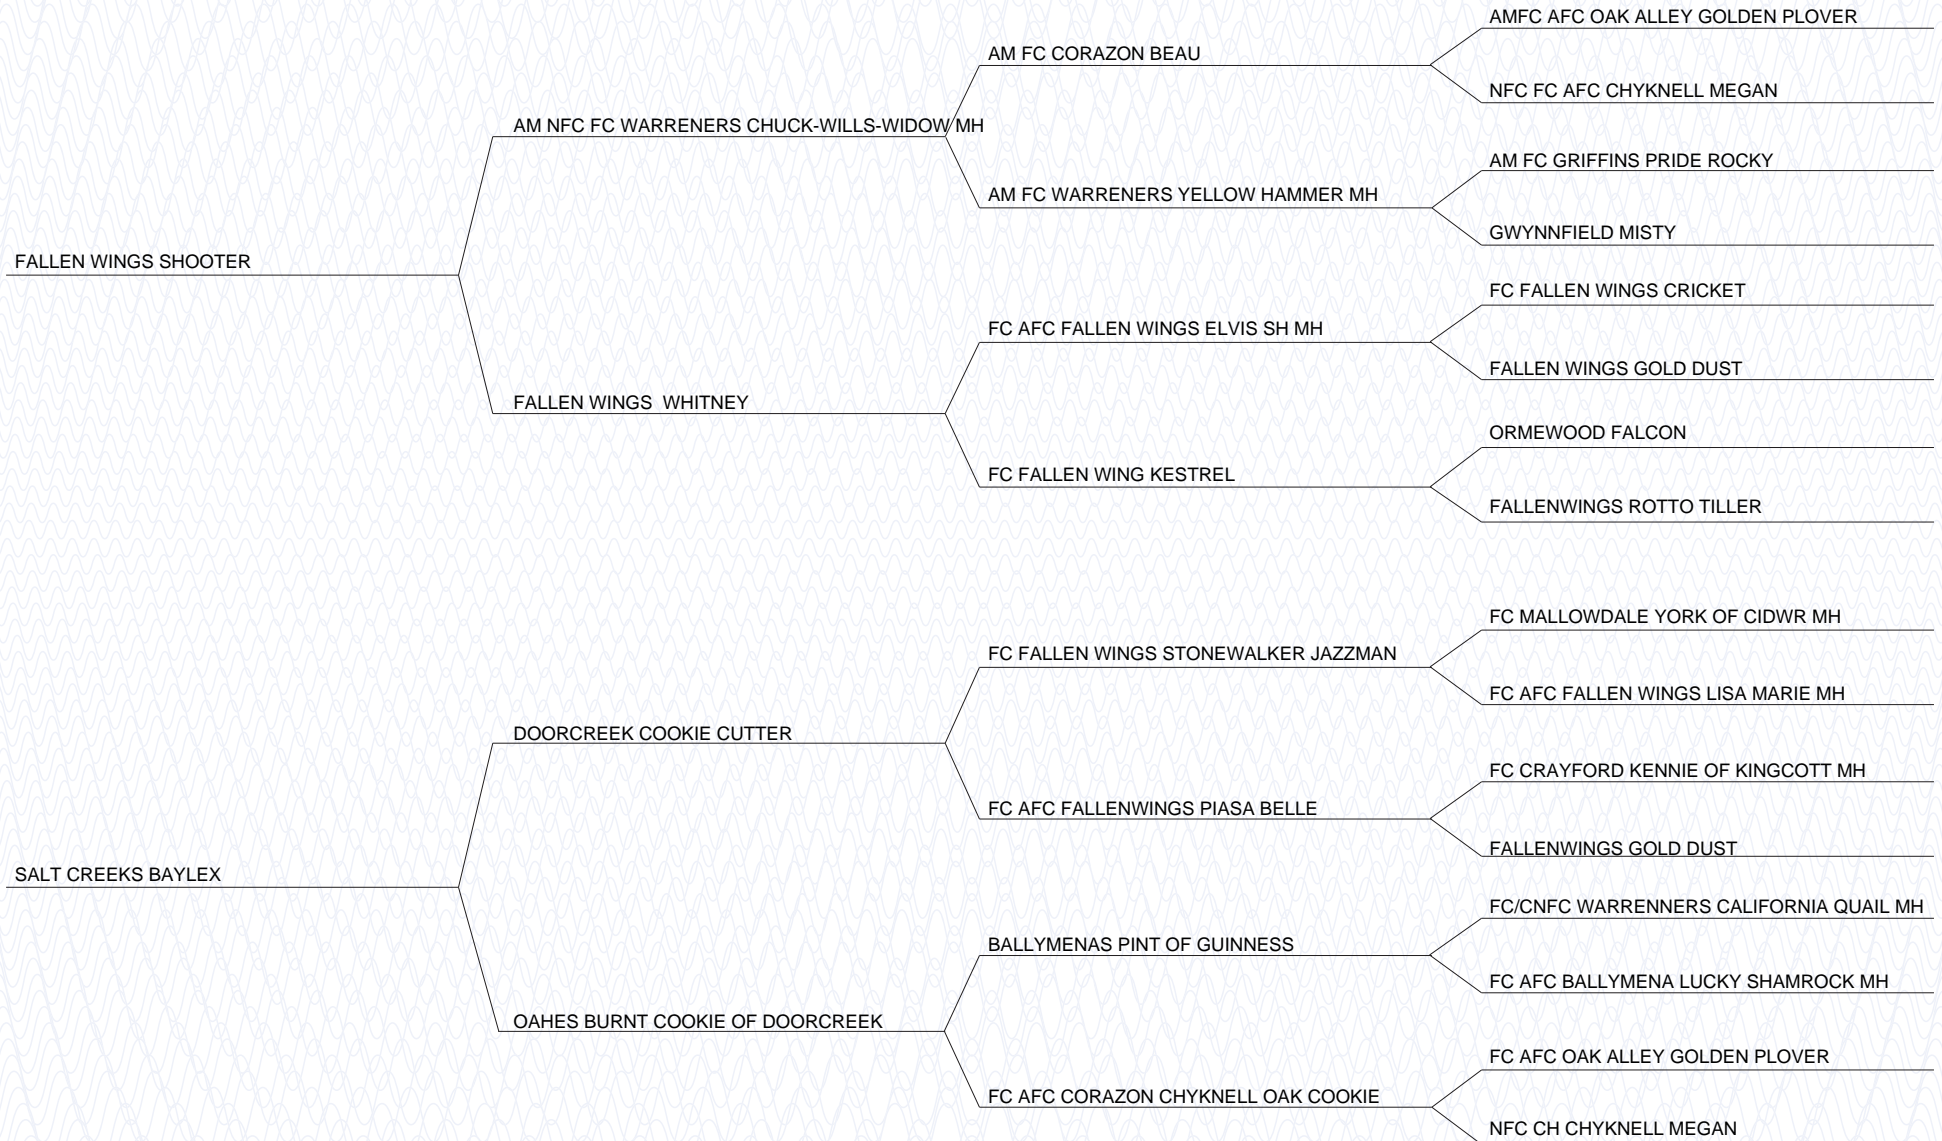 AMFC AFC OAK ALLEY GOLDEN PLOVER
AM FC CORAZON BEAU
NFC FC AFC CHYKNELL MEGAN
AM NFC FC WARRENERS CHUCK-WILLS-WIDOW MH
AM FC GRIFFINS PRIDE ROCKY
AM FC WARRENERS YELLOW HAMMER MH
GWYNNFIELD MISTY
FALLEN WINGS SHOOTER
FC FALLEN WINGS CRICKET
FC AFC FALLEN WINGS ELVIS SH MH
FALLEN WINGS GOLD DUST
FALLEN WINGS  WHITNEY
ORMEWOOD FALCON
FC FALLEN WING KESTREL
FALLENWINGS ROTTO TILLER
FC MALLOWDALE YORK OF CIDWR MH
FC FALLEN WINGS STONEWALKER JAZZMAN
FC AFC FALLEN WINGS LISA MARIE MH
DOORCREEK COOKIE CUTTER
FC CRAYFORD KENNIE OF KINGCOTT MH
FC AFC FALLENWINGS PIASA BELLE
FALLENWINGS GOLD DUST
SALT CREEKS BAYLEX
FC/CNFC WARRENNERS CALIFORNIA QUAIL MH
BALLYMENAS PINT OF GUINNESS
FC AFC BALLYMENA LUCKY SHAMROCK MH
OAHES BURNT COOKIE OF DOORCREEK
FC AFC OAK ALLEY GOLDEN PLOVER
FC AFC CORAZON CHYKNELL OAK COOKIE
NFC CH CHYKNELL MEGAN